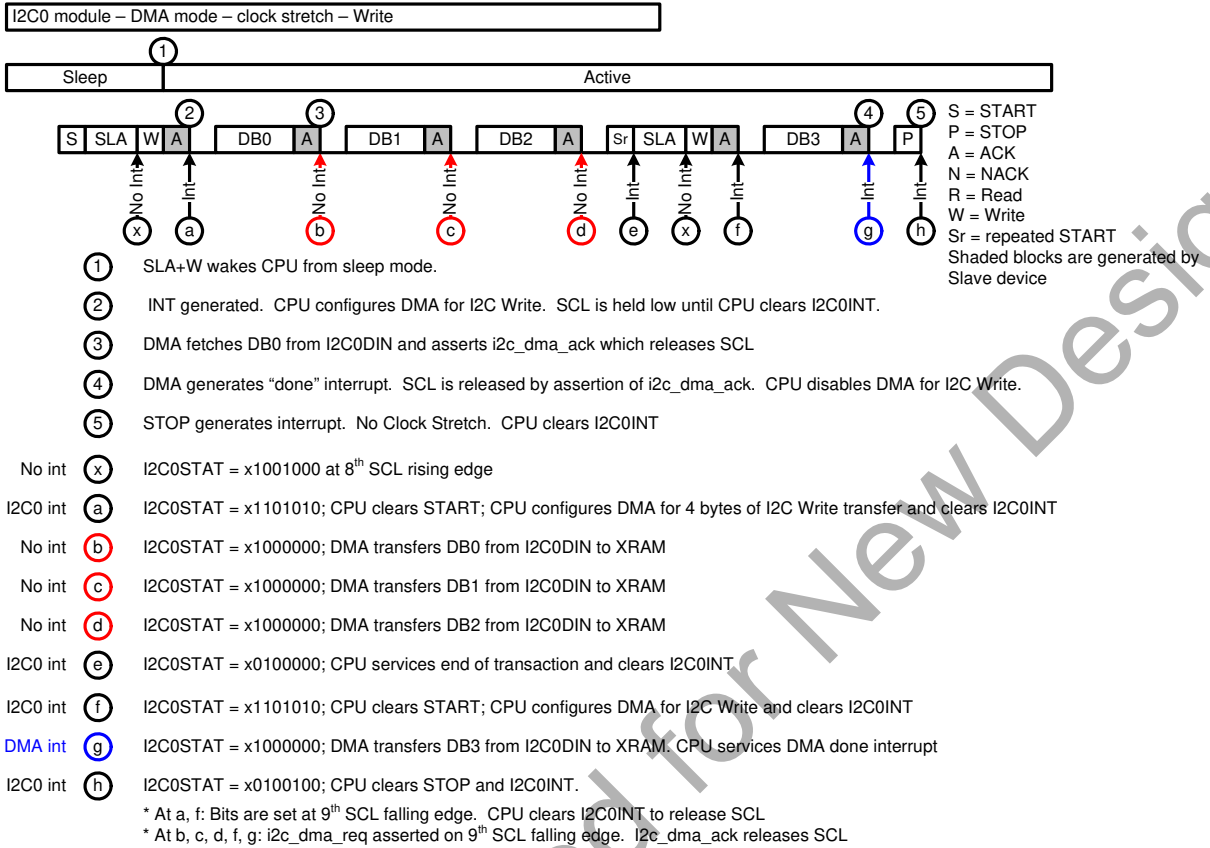 I2C0 module – DMA mode – clock stretch – Write
1
Sleep
Active
2
3
4
5
S SLA W A DB0 A DB1 A DB2 A Sr SLA W A DB3 A P
S = START
P = STOP
A = ACK
N = NACK
R = Read
W = Write
Sr = repeated START
Shaded blocks are generated by
Slave device
No Int Int No Int No Int No Int Int No Int Int Int Int
x a b c d e x f g h
1 SLA+W wakes CPU from sleep mode.
2 INT generated. CPU configures DMA for I2C Write. SCL is held low until CPU clears I2C0INT.
3 DMA fetches DB0 from I2C0DIN and asserts i2c_dma_ack which releases SCL
4 DMA generates “done” interrupt. SCL is released by assertion of i2c_dma_ack. CPU disables DMA for I2C Write.
5 STOP generates interrupt. No Clock Stretch. CPU clears I2C0INT
No int x I2C0STAT = x1001000 at 8th SCL rising edge
I2C0 int a I2C0STAT = x1101010; CPU clears START; CPU configures DMA for 4 bytes of I2C Write transfer and clears I2C0INT
No int b I2C0STAT = x1000000; DMA transfers DB0 from I2C0DIN to XRAM
No int c I2C0STAT = x1000000; DMA transfers DB1 from I2C0DIN to XRAM
No int d I2C0STAT = x1000000; DMA transfers DB2 from I2C0DIN to XRAM
I2C0 int e I2C0STAT = x0100000; CPU services end of transaction and clears I2C0INT
I2C0 int f I2C0STAT = x1101010; CPU clears START; CPU configures DMA for I2C Write and clears I2C0INT
DMA int g I2C0STAT = x1000000; DMA transfers DB3 from I2C0DIN to XRAM. CPU services DMA done interrupt
I2C0 int h I2C0STAT = x0100100; CPU clears STOP and I2C0INT.
* At a, f: Bits are set at 9th SCL falling edge. CPU clears I2C0INT to release SCL
* At b, c, d, f, g: i2c_dma_req asserted on 9th SCL falling edge. I2c_dma_ack releases SCL
for New